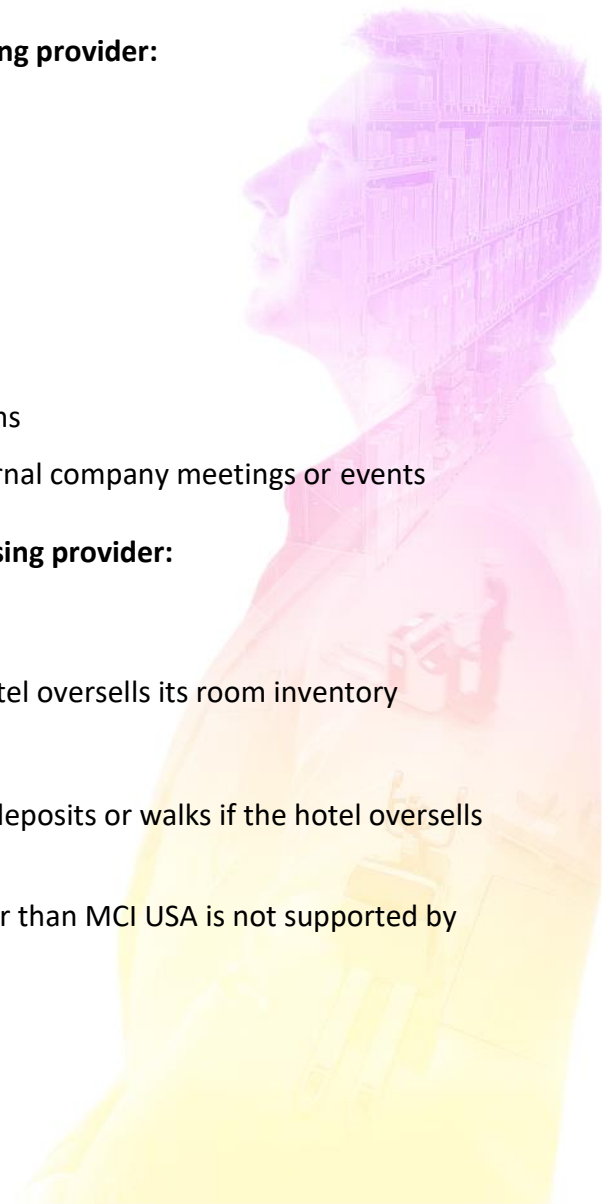 ng provider:
ns
rnal company meetings or events
sing provider:
tel oversells its room inventory
deposits or walks if the hotel oversells
r than MCI USA is not supported by